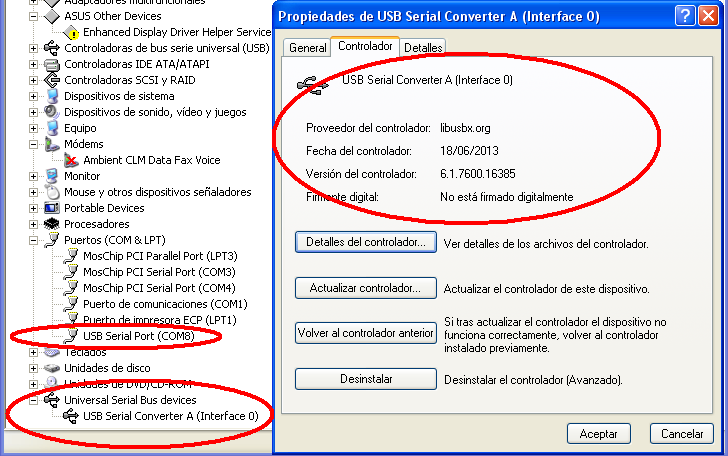 Adaptadores multifuncionales
ASUS Other Devices
Enhanced Display Driver Helper Service
Controladoras de bus serie universal (USB)
Controladoras IDE ATA/ATAPI
Controladoras SCSI y RAID
Dispositivos de sistema
Dispositivos de sonido, vídeo y juegos
Equipo
Módems
Ambient CLM Data Fax Voice
Monitor
Mouse y otros dispositivos señaladores
Portable Devices
Procesadores
Puertos (COM & LPT)
MosChip PCI Parallel Port (LPT3)
MosChip PCI Serial Port (COM3)
MosChip PCI Serial Port (COM4)
Puerto de comunicaciones (COM1)
Puerto de impresora ECP (LPT1)
USB Serial Port (COM8)
Teclados
Unidades de disco
Unidades de DVD/CD-ROM
Universal Serial Bus devices
USB Serial Converter A (Interface 0)
Propiedades de USB Serial Converter A (Interface 0)
General Controlador Detalles
USB Serial Converter A (Interface 0)
Proveedor del controlador: libusbx.org
Fecha del controlador: 18/06/2013
Versión del controlador: 6.1.7600.16385
Firmante digital: No está firmado digitalmente
Detalles del controlador... Ver detalles de los archivos del controlador.
Actualizar controlador... Actualizar el controlador de este dispositivo.
Volver al controlador anterior Si tras actualizar el controlador el dispositivo no
funciona correctamente, volver al controlador
instalado previamente.
Desinstalar Desinstalar el controlador (Avanzado).
Aceptar Cancelar